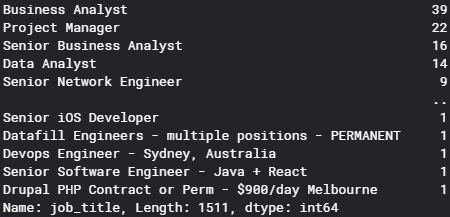 Business Analyst 39
Project Manager 22
Senior Business Analyst 16
Data Analyst 14
Senior Network Engineer 9
..
Senior iOS Developer 1
Datafill Engineers - multiple positions - PERMANENT 1
Devops Engineer - Sydney, Australia 1
Senior Software Engineer - Java + React 1
Drupal PHP Contract or Perm - $900/day Melbourne 1
Name: job_title, Length: 1511, dtype: int64